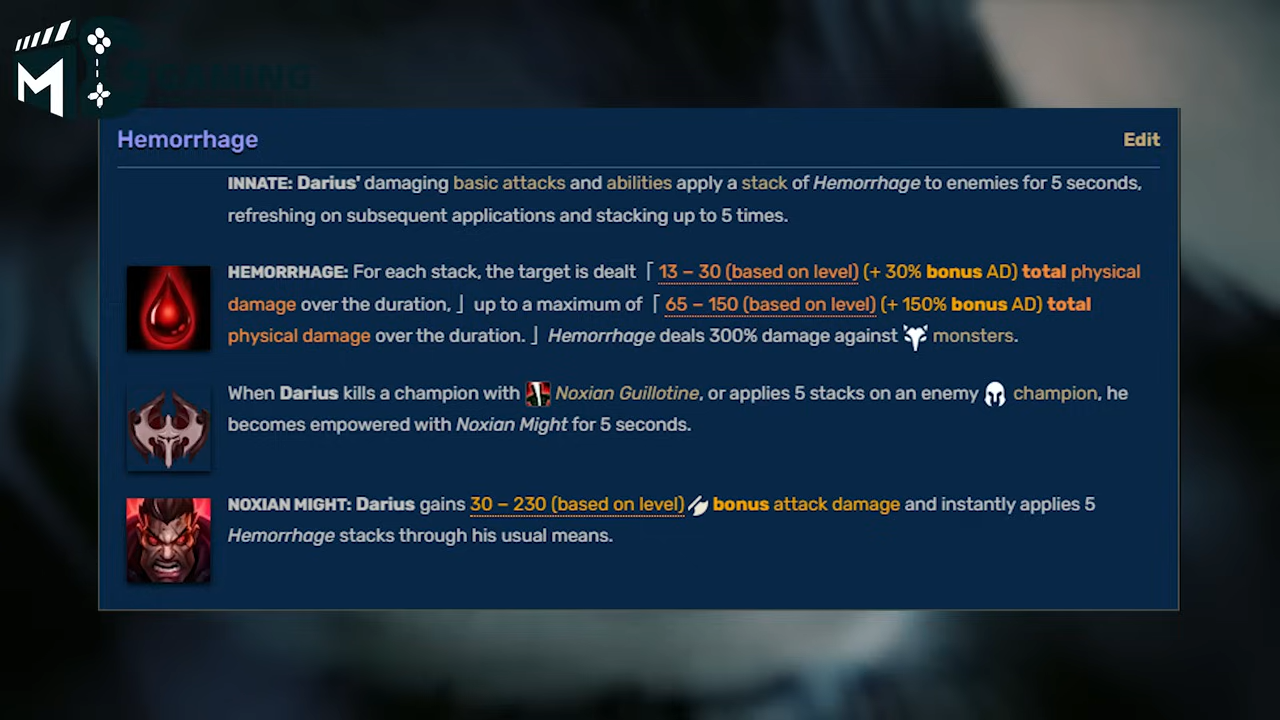 M
GAMING
Hemorrhage
Edit
INNATE: Darius' damaging basic attacks and abilities apply a stack of Hemorrhage to enemies for 5 seconds,
refreshing on subsequent applications and stacking up to 5 times.
HEMORRHAGE: For each stack, the target is dealt ⌈ 13 – 30 (based on level) (+ 30% bonus AD) total physical
damage over the duration, ⌋ up to a maximum of ⌈ 65 – 150 (based on level) (+ 150% bonus AD) total
physical damage over the duration. ⌋ Hemorrhage deals 300% damage against monsters.
When Darius kills a champion with Noxian Guillotine, or applies 5 stacks on an enemy champion, he
becomes empowered with Noxian Might for 5 seconds.
NOXIAN MIGHT: Darius gains 30 – 230 (based on level) bonus attack damage and instantly applies 5
Hemorrhage stacks through his usual means.